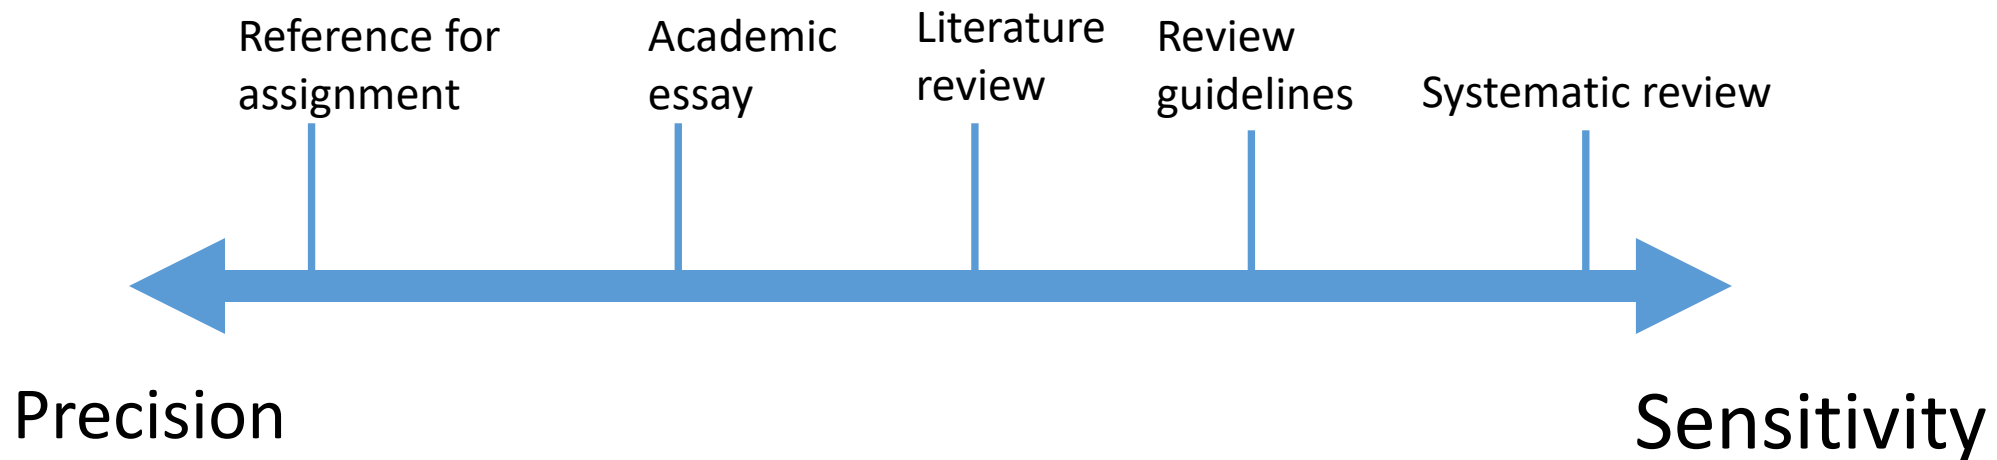 Reference for
assignment
Academic
essay
Literature
review
Review
guidelines
Systematic review
Precision
Sensitivity